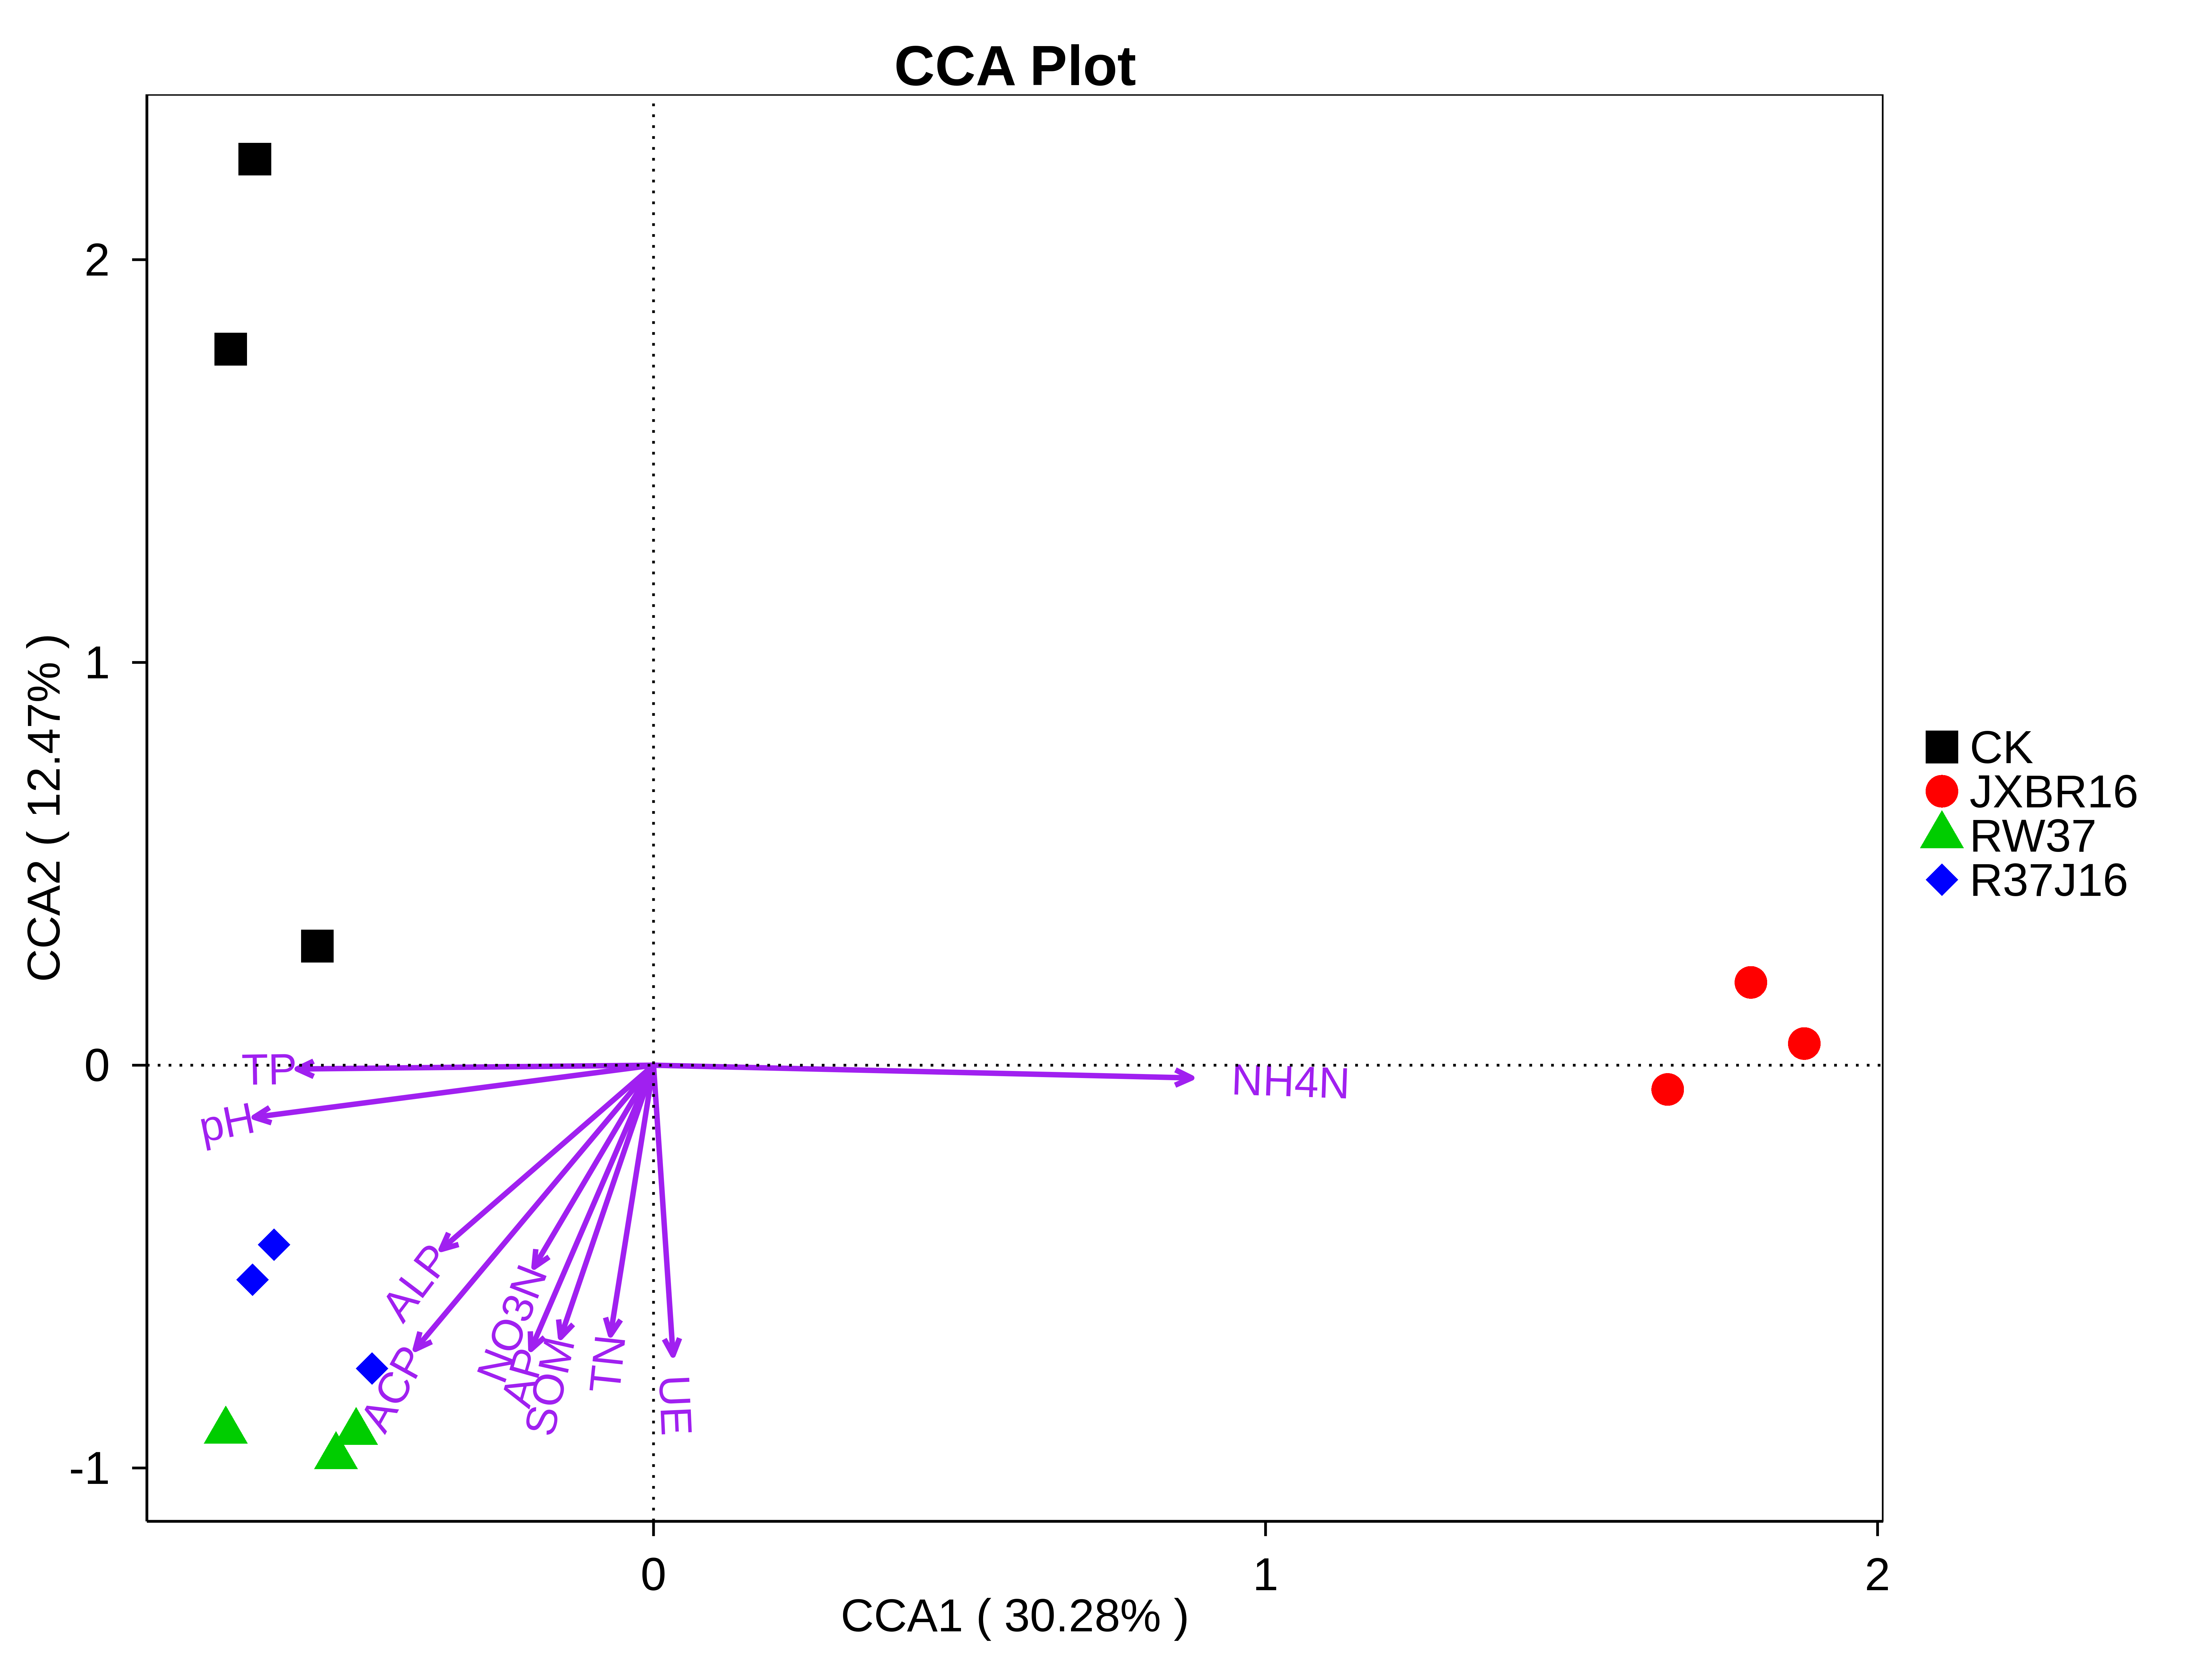 CCA Plot
CCA2 ( 12.47% )
2
1
0
-1
TP
pH
NH4N
ALP
ACP
NO3N
AP
SOM
TN
UE
CK
JXBR16
RW37
R37J16
0
1
2
CCA1 ( 30.28% )